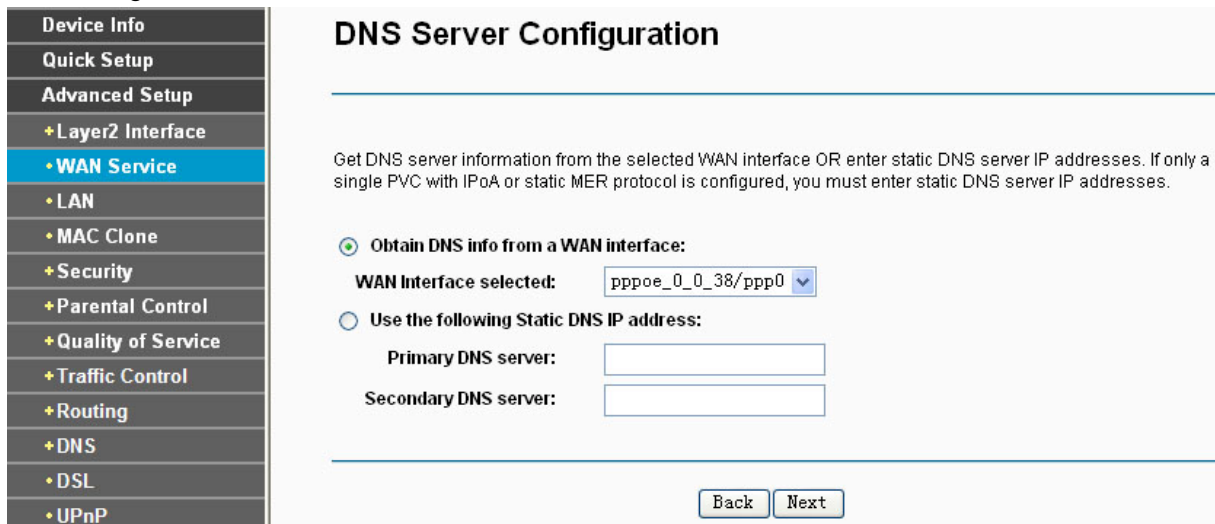 Device Info
Quick Setup
Advanced Setup
+Layer2 Interface
•WAN Service
•LAN
•MAC Clone
+Security
+Parental Control
+Quality of Service
+Traffic Control
+Routing
+DNS
•DSL
•UPnP
DNS Server Configuration
Get DNS server information from the selected WAN interface OR enter static DNS server IP addresses. If only a
single PVC with IPoA or static MER protocol is configured, you must enter static DNS server IP addresses.
Obtain DNS info from a WAN interface:
WAN Interface selected: pppoe_0_0_38/ppp0
Use the following Static DNS IP address:
Primary DNS server:
Secondary DNS server:
Back Next